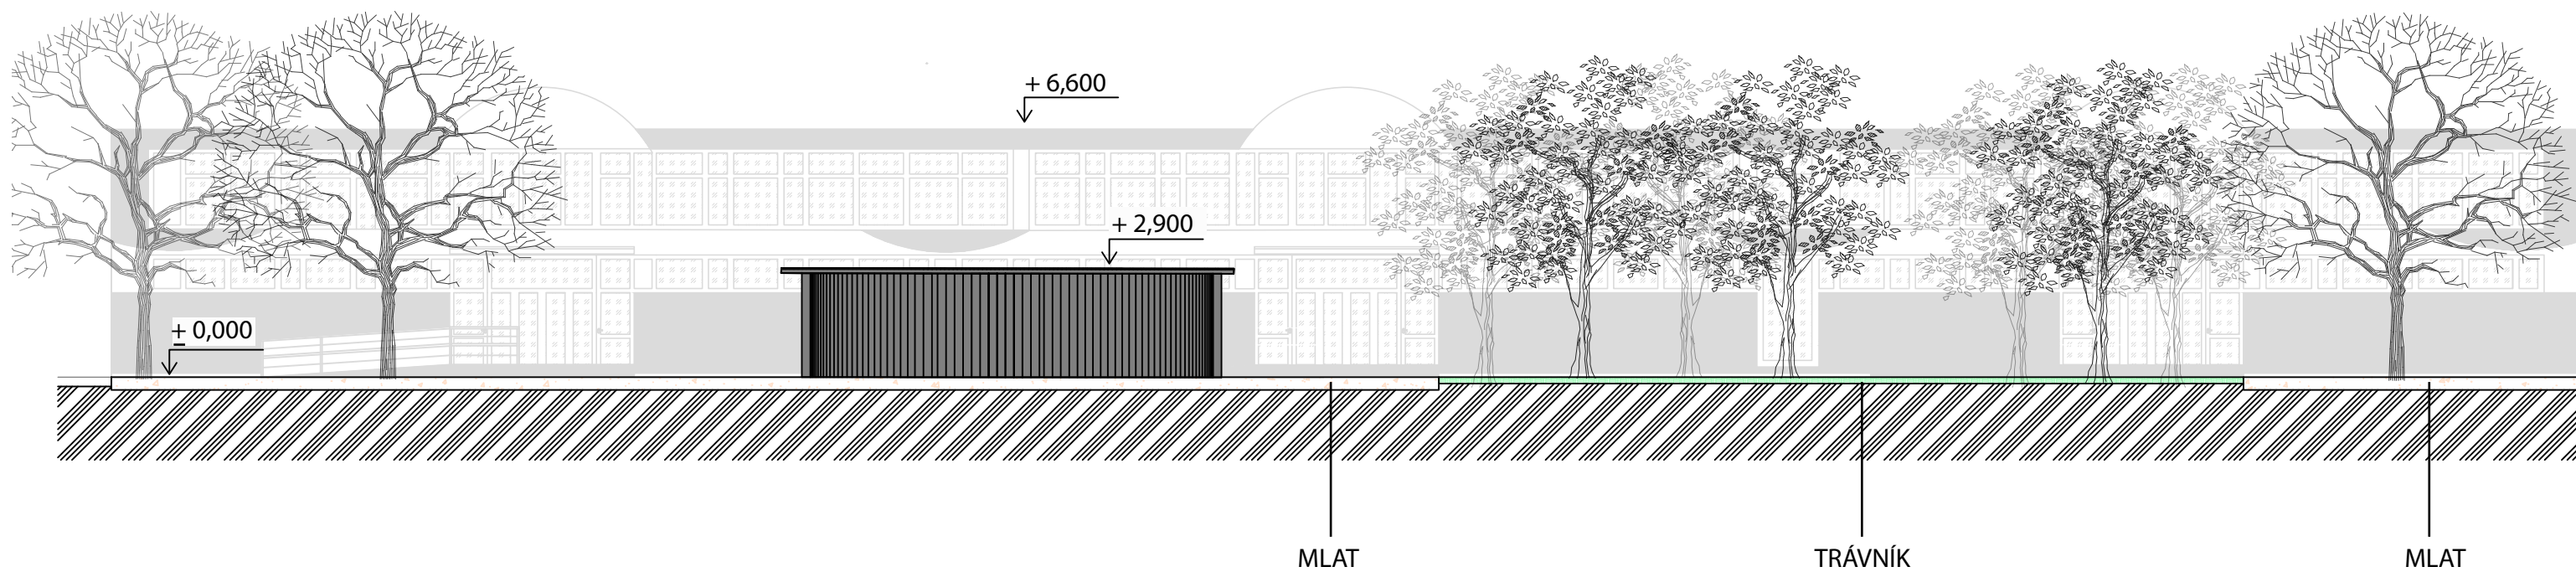 + 6,600
+ 2,900
± 0,000
MLAT
TRÁVNÍK
MLAT